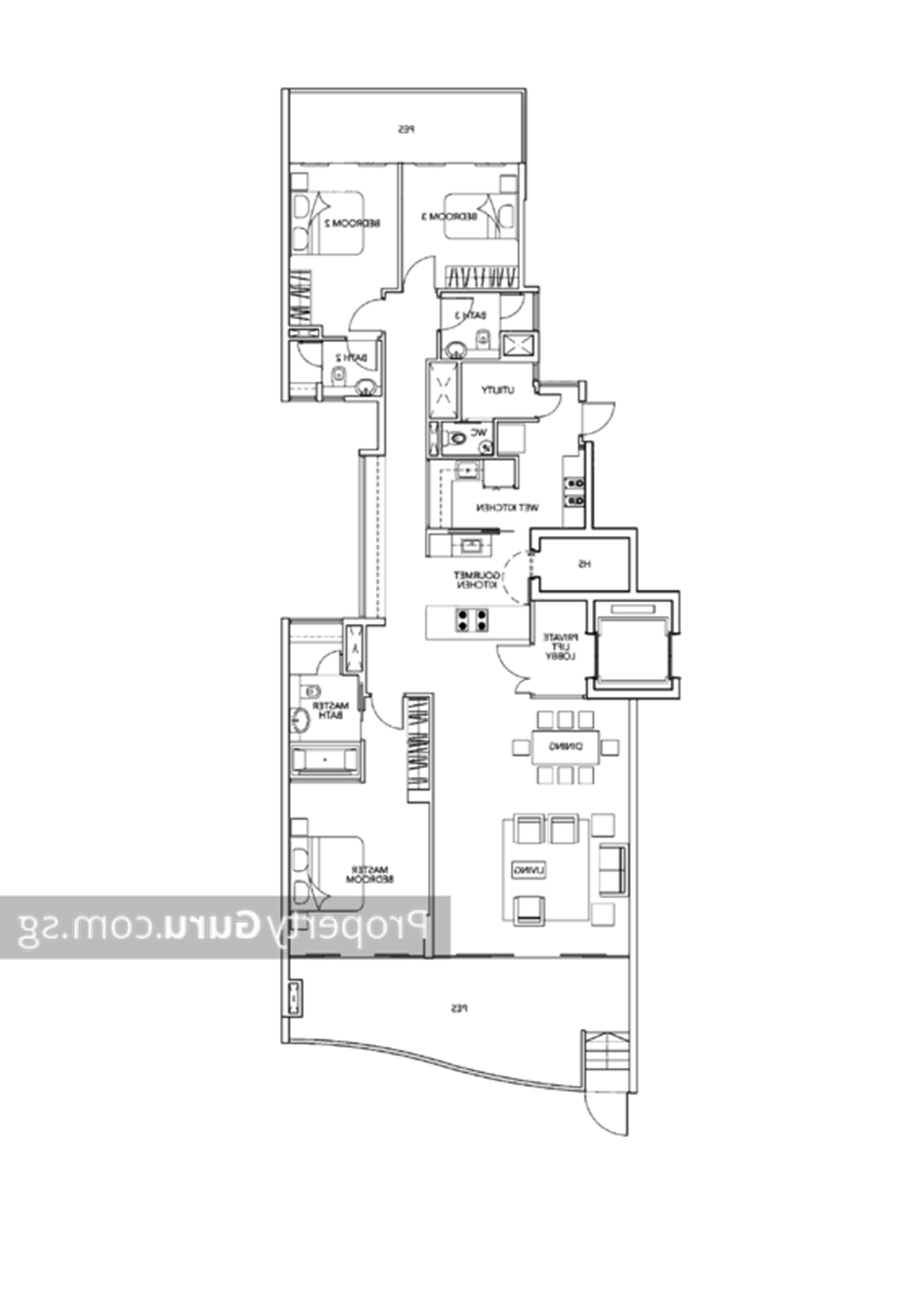 PES
BEDROOM 2
BEDROOM 3
BATH 3
BATH 2
UTILITY
WC
WET KITCHEN
HS
GOURMET
KITCHEN
PRIVATE
LIFT
LOBBY
MASTER
BATH
DINING
LIVING
MASTER
BEDROOM
PropertyGuru.com.sg
PES